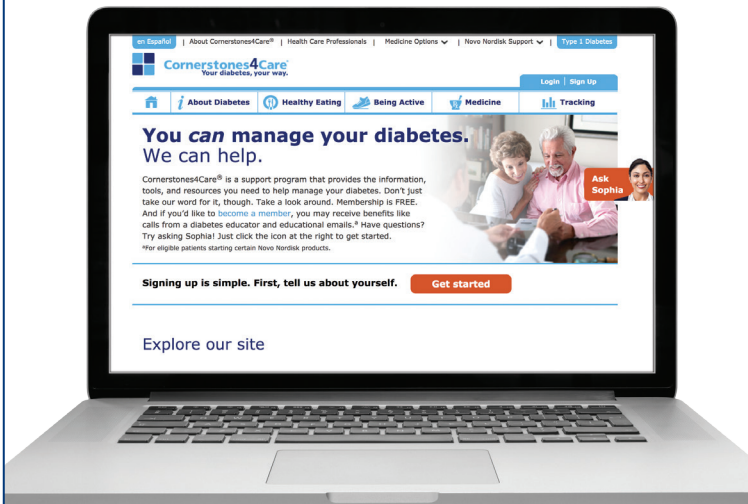 en Español | About Cornerstones4Care® | Health Care Professionals | Medicine Options | Novo Nordisk Support | Type 1 Diabetes
Cornerstones4Care®
Your diabetes, your way.
Login | Sign Up
About Diabetes Healthy Eating Being Active Medicine Tracking
You can manage your diabetes.
We can help.
Cornerstones4Care® is a support program that provides the information,
tools, and resources you need to help manage your diabetes. Don't just
take our word for it, though. Take a look around. Membership is FREE.
And if you'd like to become a member, you may receive benefits like
calls from a diabetes educator and educational emails.ª Have questions?
Try asking Sophia! Just click the icon at the right to get started.
ªFor eligible patients starting certain Novo Nordisk products.
Ask
Sophia
Signing up is simple. First, tell us about yourself. Get started
Explore our site